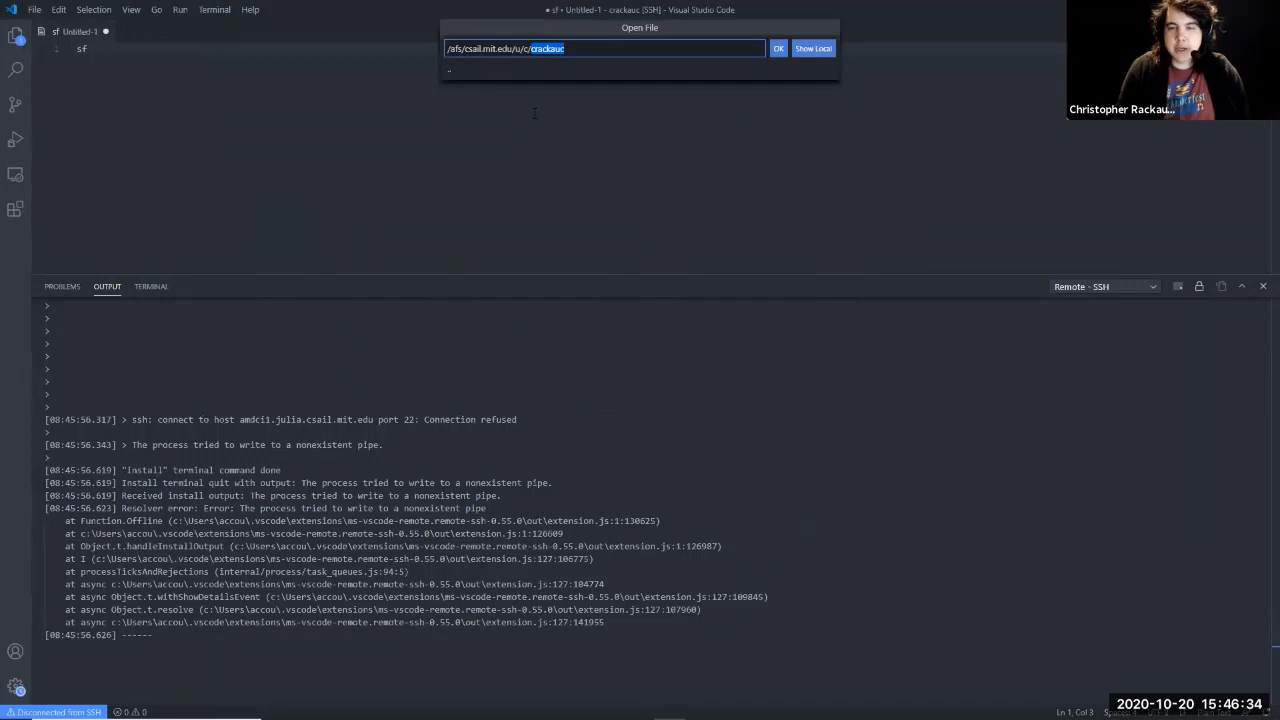 File Edit Selection View Go Run Terminal Help
● sf ● Untitled-1 - crackauc [SSH] - Visual Studio Code
sf Untitled-1 ●
1 sf
Open File
/afs/csail.mit.edu/u/c/crackauc
OK
Show Local
..
Christopher Rackau...
PROBLEMS OUTPUT TERMINAL
Remote - SSH
>
>
>
>
>
>
>
>
>
[08:45:56.317] > ssh: connect to host amdci1.julia.csail.mit.edu port 22: Connection refused
>
[08:45:56.343] > The process tried to write to a nonexistent pipe.
>
[08:45:56.619] "install" terminal command done
[08:45:56.619] Install terminal quit with output: The process tried to write to a nonexistent pipe.
[08:45:56.619] Received install output: The process tried to write to a nonexistent pipe.
[08:45:56.623] Resolver error: Error: The process tried to write to a nonexistent pipe
at Function.Offline (c:\Users\accou\.vscode\extensions\ms-vscode-remote.remote-ssh-0.55.0\out\extension.js:1:130625)
at c:\Users\accou\.vscode\extensions\ms-vscode-remote.remote-ssh-0.55.0\out\extension.js:1:126609
at Object.t.handleInstallOutput (c:\Users\accou\.vscode\extensions\ms-vscode-remote.remote-ssh-0.55.0\out\extension.js:1:126987)
at I (c:\Users\accou\.vscode\extensions\ms-vscode-remote.remote-ssh-0.55.0\out\extension.js:127:106775)
at processTicksAndRejections (internal/process/task_queues.js:94:5)
at async c:\Users\accou\.vscode\extensions\ms-vscode-remote.remote-ssh-0.55.0\out\extension.js:127:104774
at async Object.t.withShowDetailsEvent (c:\Users\accou\.vscode\extensions\ms-vscode-remote.remote-ssh-0.55.0\out\extension.js:127:109845)
at async Object.t.resolve (c:\Users\accou\.vscode\extensions\ms-vscode-remote.remote-ssh-0.55.0\out\extension.js:127:107960)
at async c:\Users\accou\.vscode\extensions\ms-vscode-remote.remote-ssh-0.55.0\out\extension.js:127:141955
[08:45:56.626] ------
2020-10-20 15:46:34
Disconnected from SSH 0 0
Ln 1, Col 3